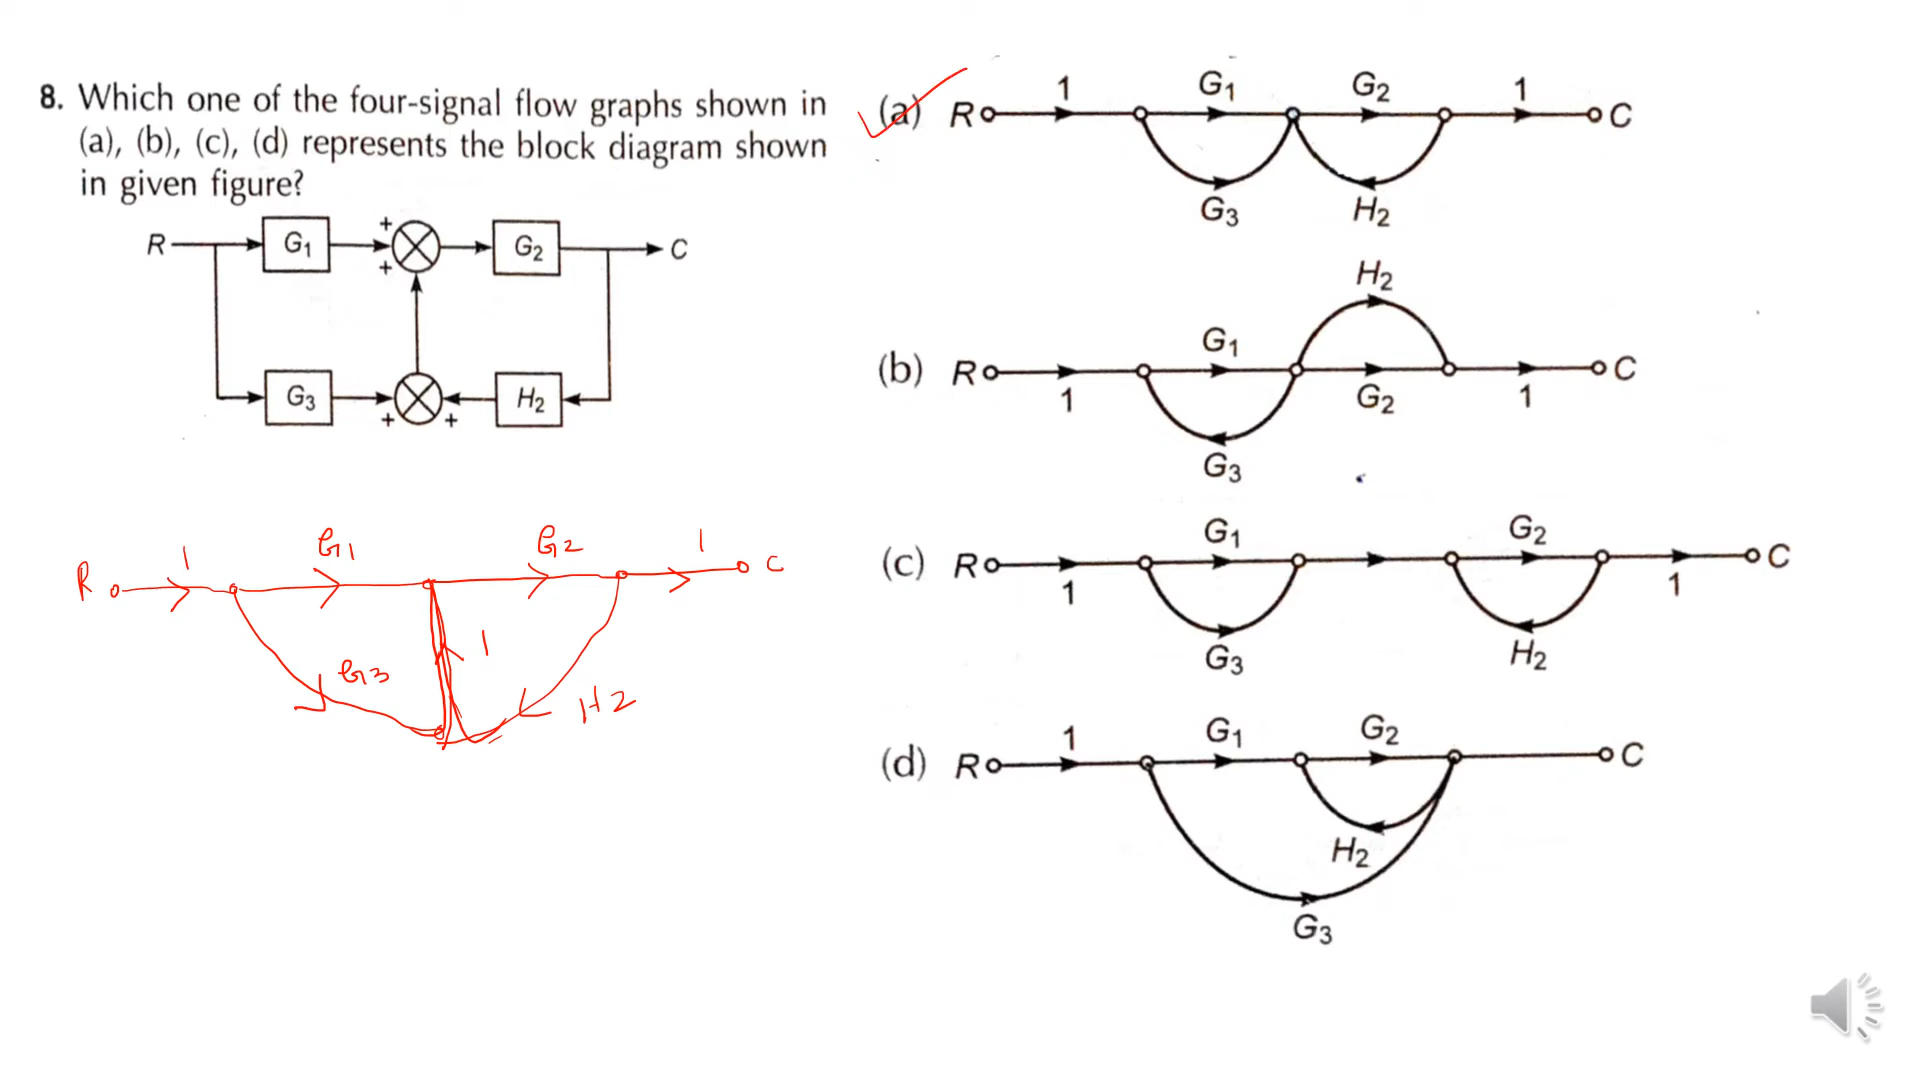 8. Which one of the four-signal flow graphs shown in
(a), (b), (c), (d) represents the block diagram shown
in given figure?
R G₁ + + G₂ C
G₃ + + H₂
R 1 G1 G2 1 C
G3 1 H2
(a) R 1 G₁ G₂ 1 C
G₃ H₂
H₂
(b) R 1 G₁ G₂ 1 C
G₃
(c) R 1 G₁ G₂ 1 C
G₃ H₂
(d) R 1 G₁ G₂ C
H₂
G₃